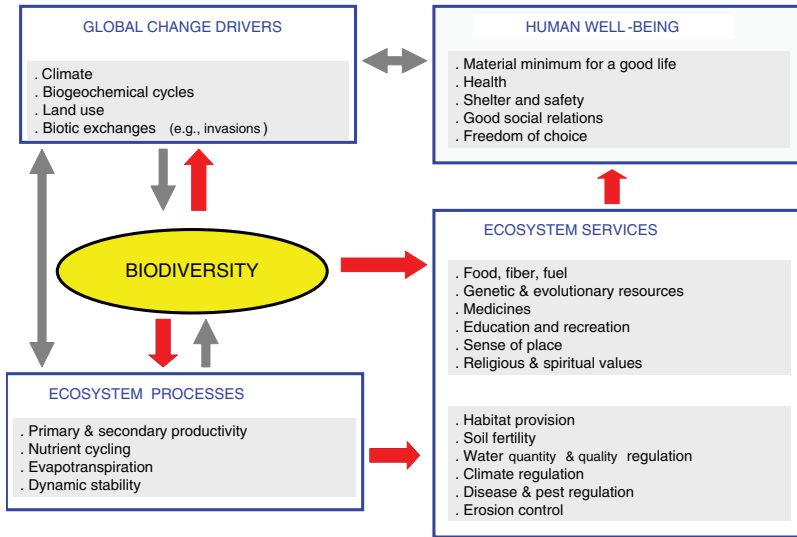 GLOBAL CHANGE DRIVERS
. Climate
. Biogeochemical cycles
. Land use
. Biotic exchanges (e.g., invasions )
HUMAN WELL -BEING
. Material minimum for a good life
. Health
. Shelter and safety
. Good social relations
. Freedom of choice
BIODIVERSITY
ECOSYSTEM SERVICES
. Food, fiber, fuel
. Genetic & evolutionary resources
. Medicines
. Education and recreation
. Sense of place
. Religious & spiritual values
. Habitat provision
. Soil fertility
. Water quantity & quality regulation
. Climate regulation
. Disease & pest regulation
. Erosion control
ECOSYSTEM PROCESSES
. Primary & secondary productivity
. Nutrient cycling
. Evapotranspiration
. Dynamic stability